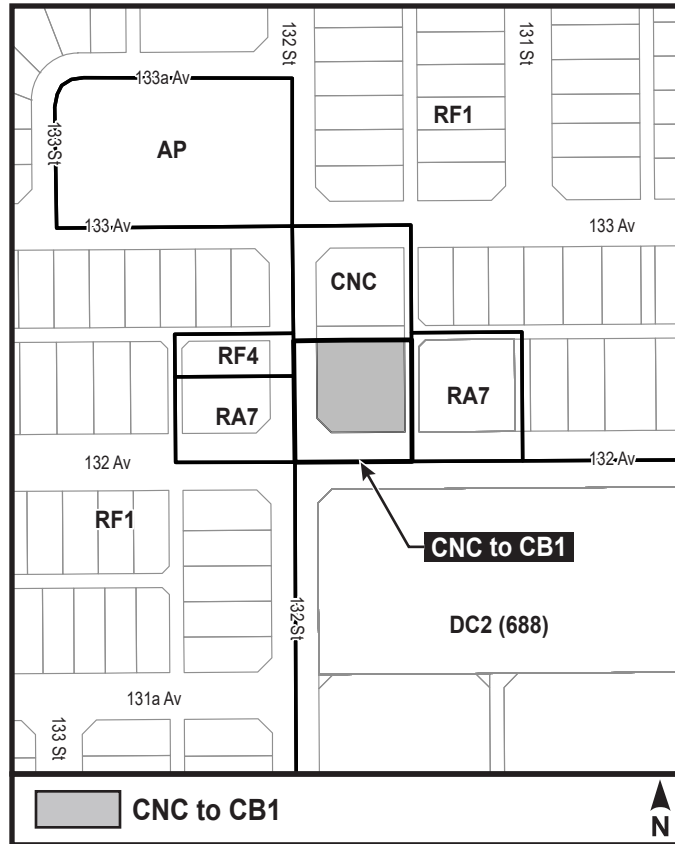 132 St
131 St
133a Av
RF1
133 St
AP
133 Av
133 Av
CNC
RF4
RA7
RA7
132 Av
132 Av
RF1
CNC to CB1
132 St
DC2 (688)
131a Av
133 St
CNC to CB1
N